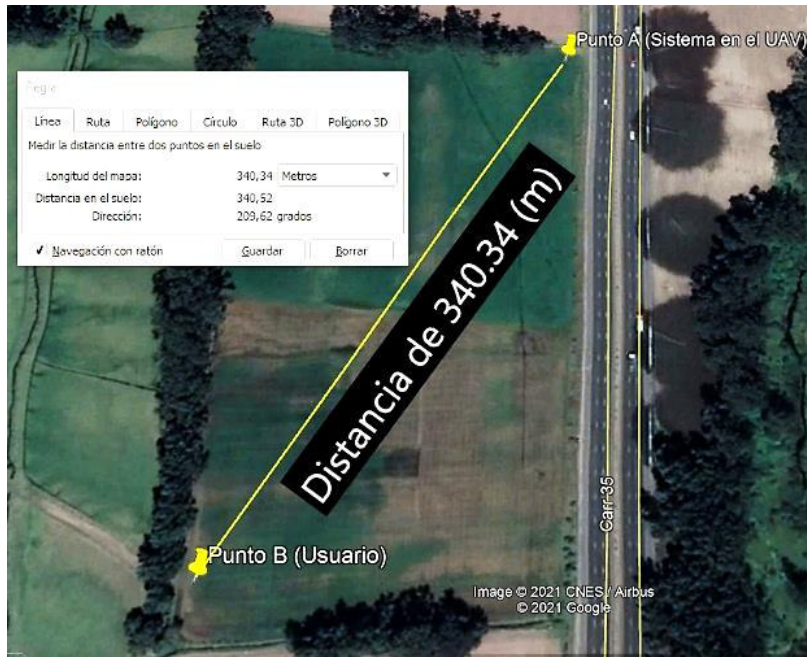 Punto A (Sistema en el UAV)
Regla
Línea Ruta Polígono Círculo Ruta 3D Polígono 3D
Medir la distancia entre dos puntos en el suelo
Longitud del mapa: 340,34 Metros
Distancia en el suelo: 340,52
Dirección: 209,62 grados
Navegación con ratón Guardar Borrar
Distancia de 340.34 (m)
Carr-35
Punto B (Usuario)
Image © 2021 CNES / Airbus
© 2021 Google